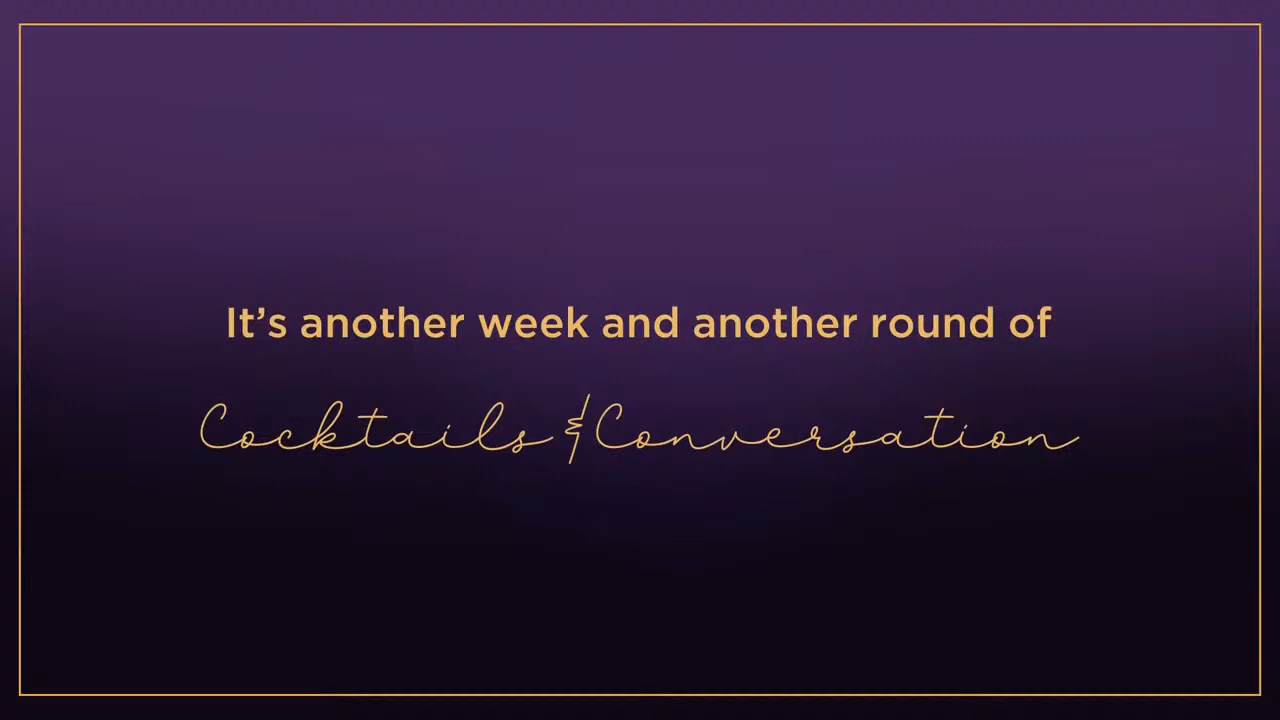 It’s another week and another round of
Cocktails & Conversation